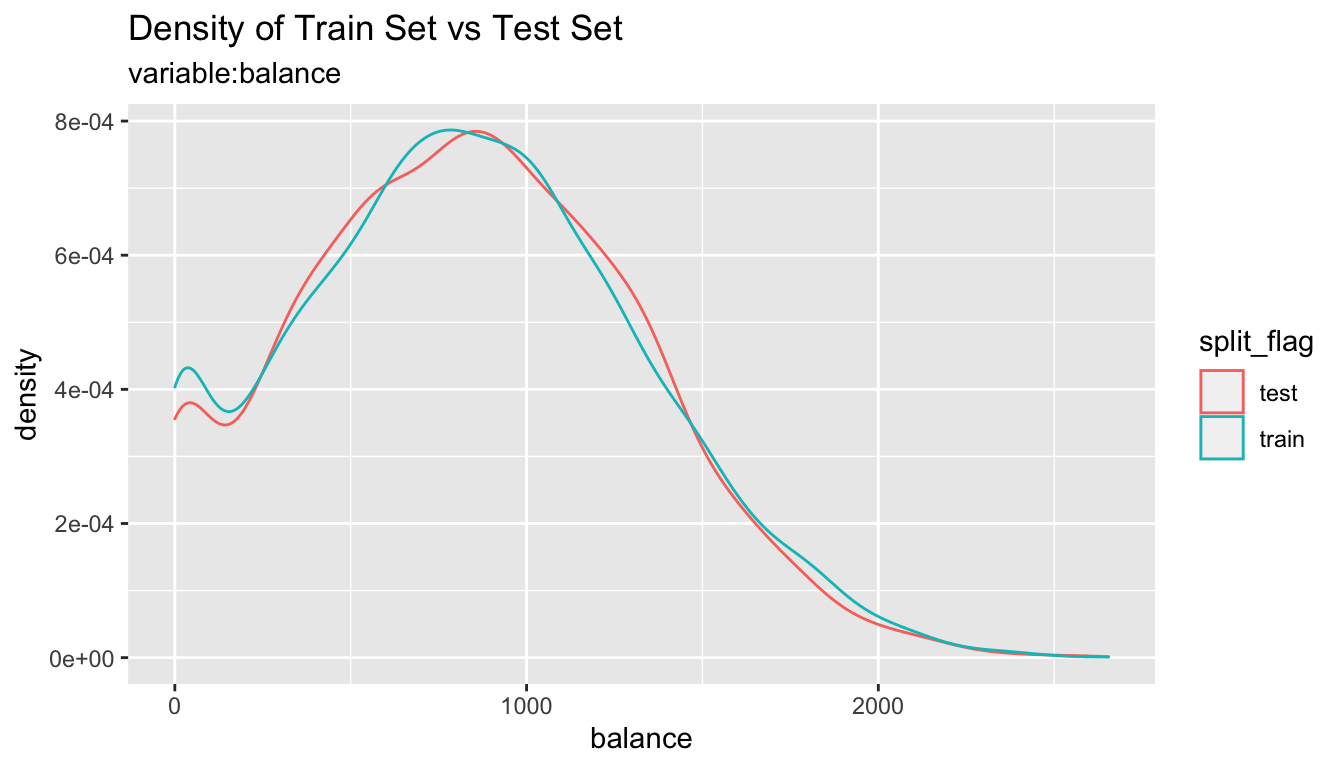 Density of Train Set vs Test Set
variable:balance
8e-04
6e-04
4e-04
2e-04
0e+00
density
0
1000
2000
balance
split_flag
test
train